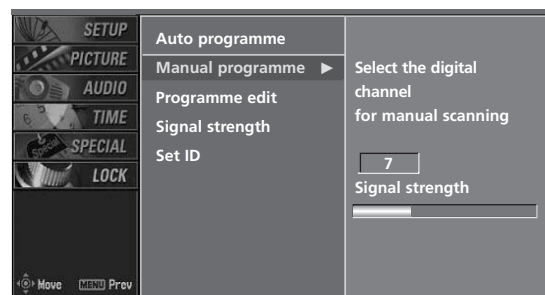 SETUP
PICTURE
AUDIO
TIME
SPECIAL
LOCK
Move MENU Prev
Auto programme
Manual programme ►
Programme edit
Signal strength
Set ID
Select the digital
channel
for manual scanning
7
Signal strength